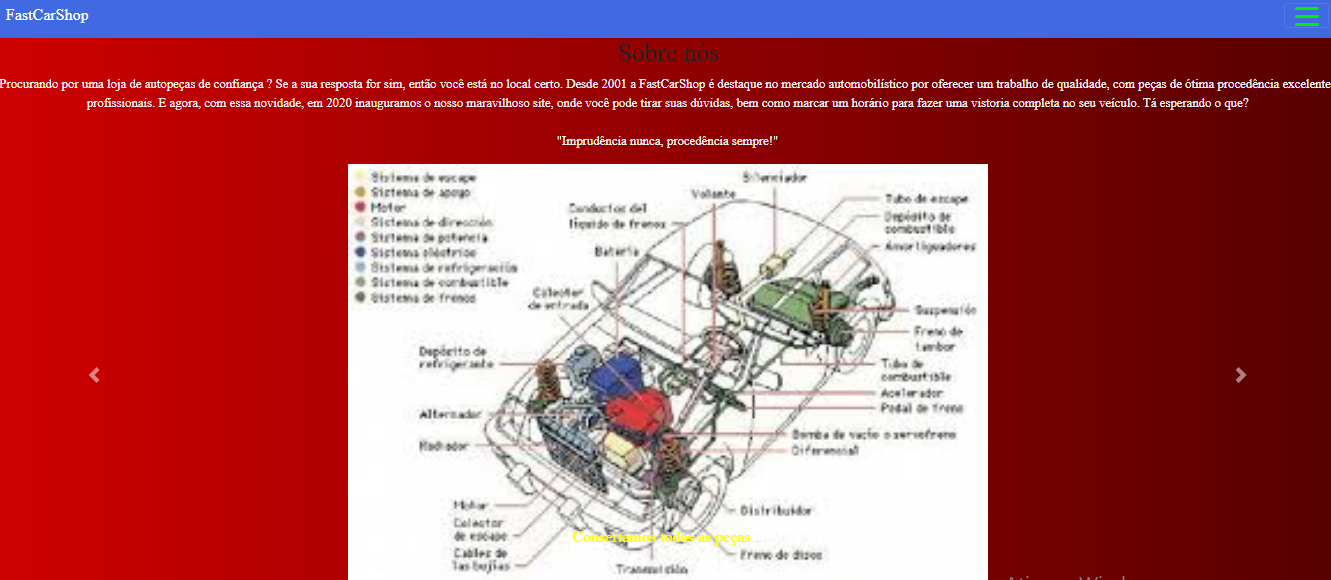 FastCarShop
Sobre nós
Procurando por uma loja de autopeças de confiança ? Se a sua resposta for sim, então você está no local certo. Desde 2001 a FastCarShop é destaque no mercado automobilístico por oferecer um trabalho de qualidade, com peças de ótima procedência excelente
profissionais. E agora, com essa novidade, em 2020 inauguramos o nosso maravilhoso site, onde você pode tirar suas dúvidas, bem como marcar um horário para fazer uma vistoria completa no seu veículo. Tá esperando o que?
"Imprudência nunca, procedência sempre!"
Sistema de escape
Sistema de apoyo
Motor
Sistema de dirección
Sistema de potencia
Sistema eléctrico
Sistema de refrigeración
Sistema de combustible
Sistema de frenos
Silenciador
Volante
Conductos del
líquido de frenos
Batería
Colector
de entrada
Tubo de escape
Depósito de
combustible
Amortiguadores
Suspensión
Freno de
tambor
Tubo de
combustible
Acelerador
Pedal de freno
Bomba de vacío o servofreno
Diferencial
Depósito de
refrigerante
Alternador
Radiador
Motor
Colector
de escape
Cables de
las bujías
Transmisión
Distribuidor
Freno de disco
Consertamos todas as peças...